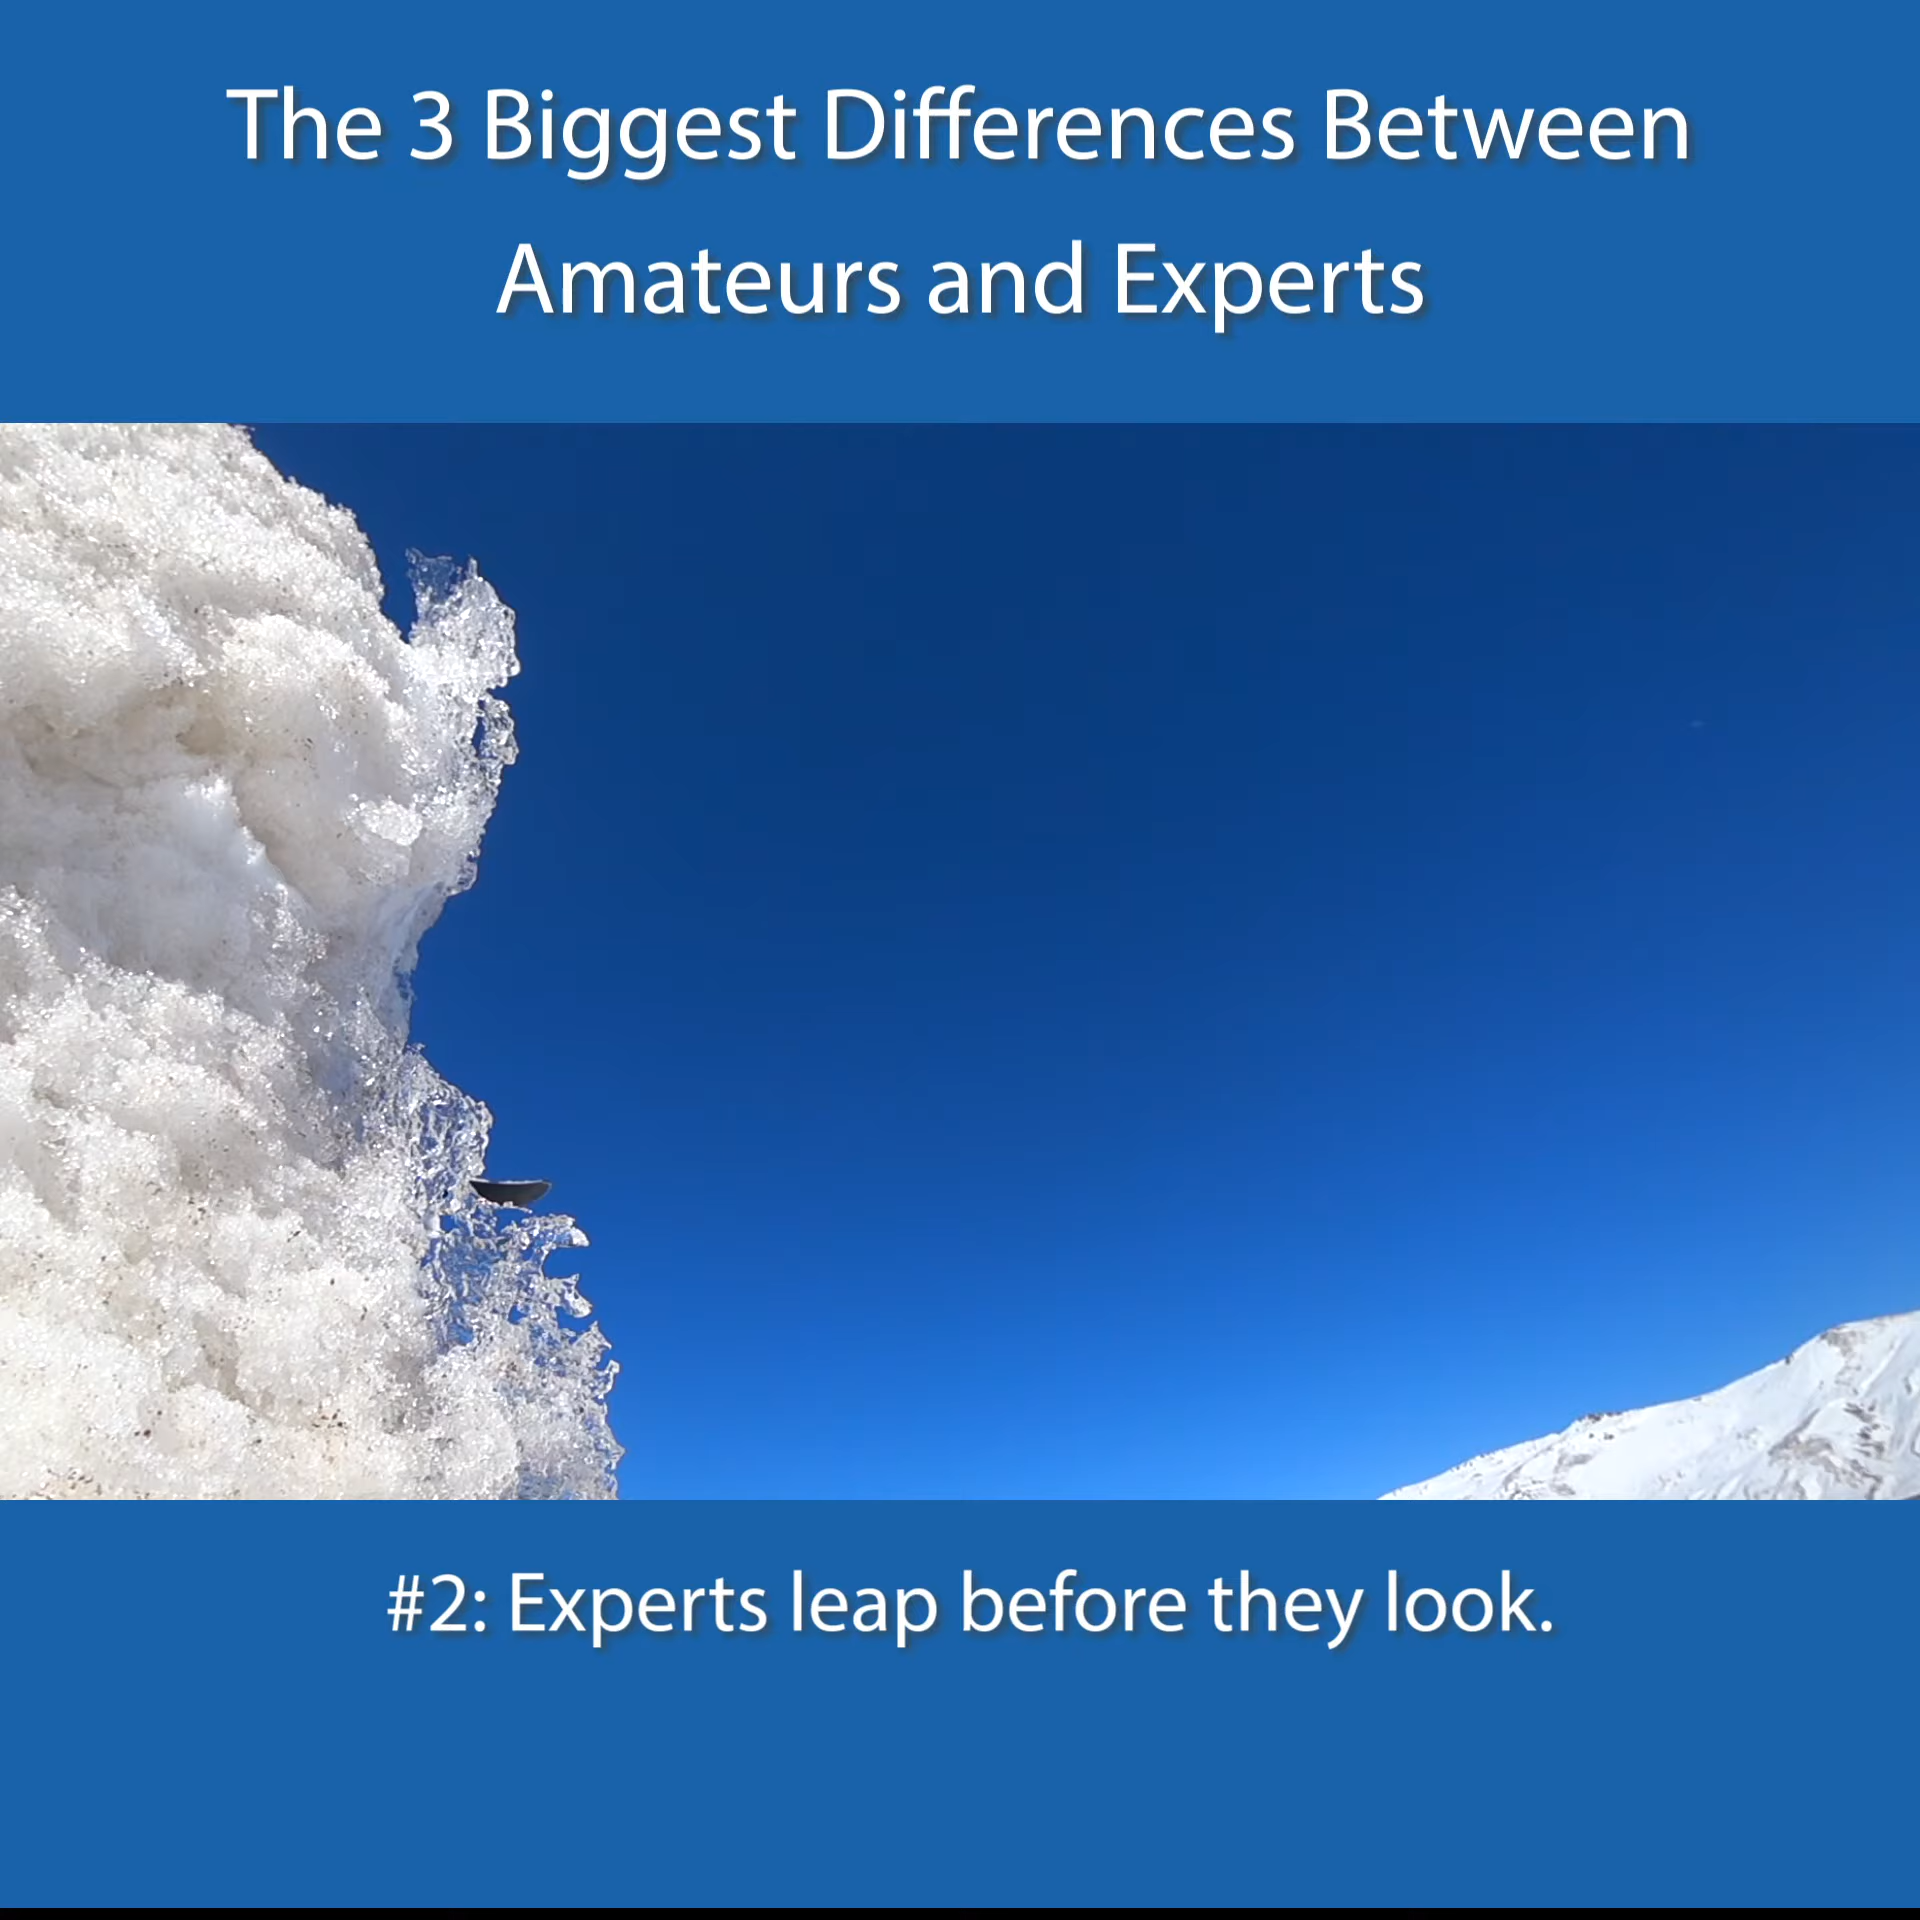 The 3 Biggest Differences Between
Amateurs and Experts
#2: Experts leap before they look.